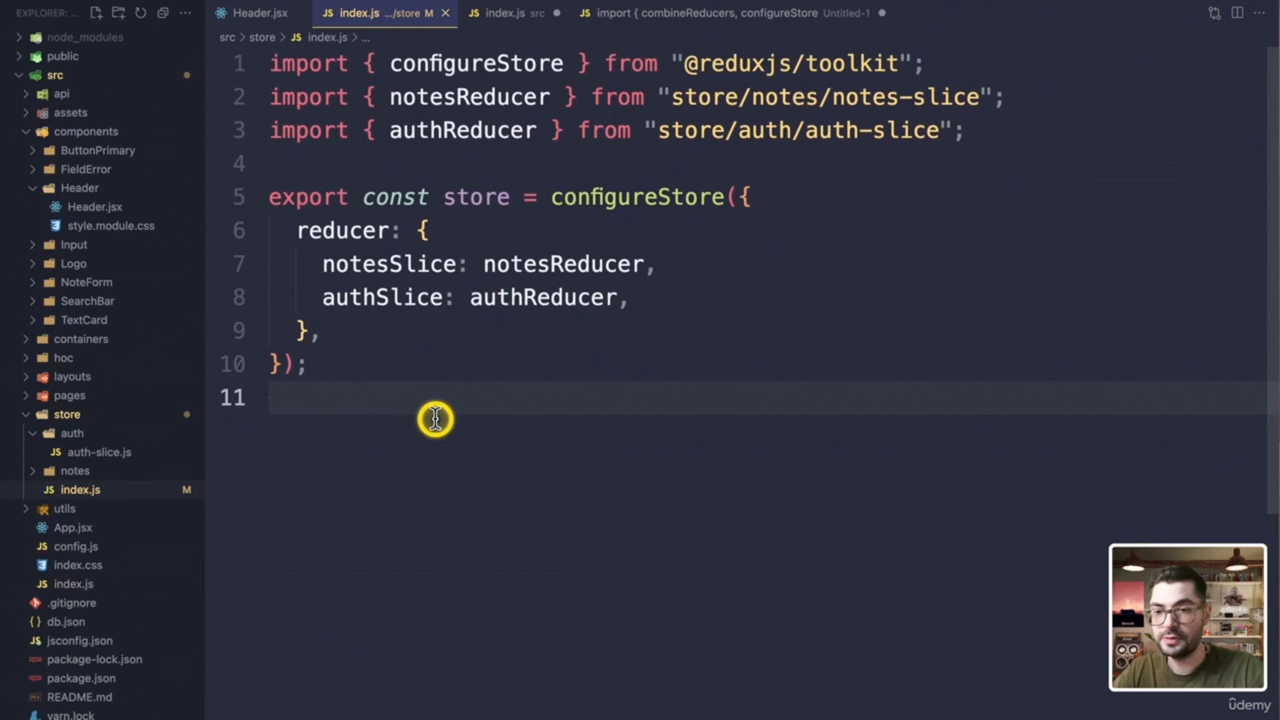 EXPLORER: ...
node_modules
public
src
api
assets
components
ButtonPrimary
FieldError
Header
Header.jsx
style.module.css
Input
Logo
NoteForm
SearchBar
TextCard
containers
hoc
layouts
pages
store
auth
auth-slice.js
notes
index.js M
utils
App.jsx
config.js
index.css
index.js
.gitignore
db.json
jsconfig.json
package-lock.json
package.json
README.md
yarn.lock
Header.jsx
index.js .../store M
index.js src
import { combineReducers, configureStore Untitled-1
src > store > JS index.js > ...
1 import { configureStore } from "@reduxjs/toolkit";
2 import { notesReducer } from "store/notes/notes-slice";
3 import { authReducer } from "store/auth/auth-slice";
4
5 export const store = configureStore({
6 reducer: {
7 notesSlice: notesReducer,
8 authSlice: authReducer,
9 },
10 });
11
udemy